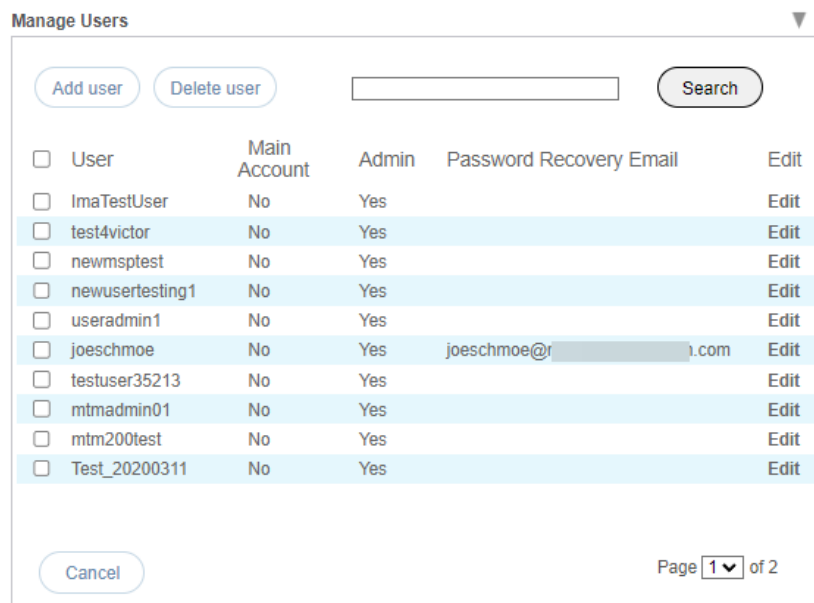 Manage Users
Add user Delete user Search
User Main Account Admin Password Recovery Email Edit
ImaTestUser No Yes Edit
test4victor No Yes Edit
newmsptest No Yes Edit
newusertesting1 No Yes Edit
useradmin1 No Yes Edit
joeschmoe No Yes joeschmoe@ .com Edit
testuser35213 No Yes Edit
mtmadmin01 No Yes Edit
mtm200test No Yes Edit
Test_20200311 No Yes Edit
Cancel Page 1 of 2